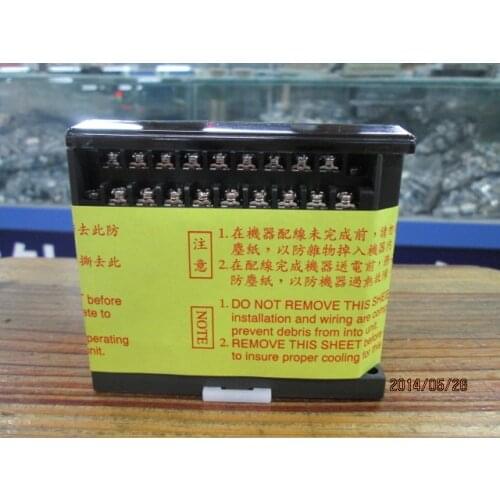 去此防
撕去此
before
ate to
perating
unit.
注意
1. 在機器配線未完成前,請勿
塵紙,以防雜物掉入機器內
2. 在配線完成機器送電前,
防塵紙,以防機器過熱
NOTE
1. DO NOT REMOVE THIS SHEET
installation and wiring are
prevent debris from into unit.
2. REMOVE THIS SHEET before
to insure proper cooling for this
2014/05/26